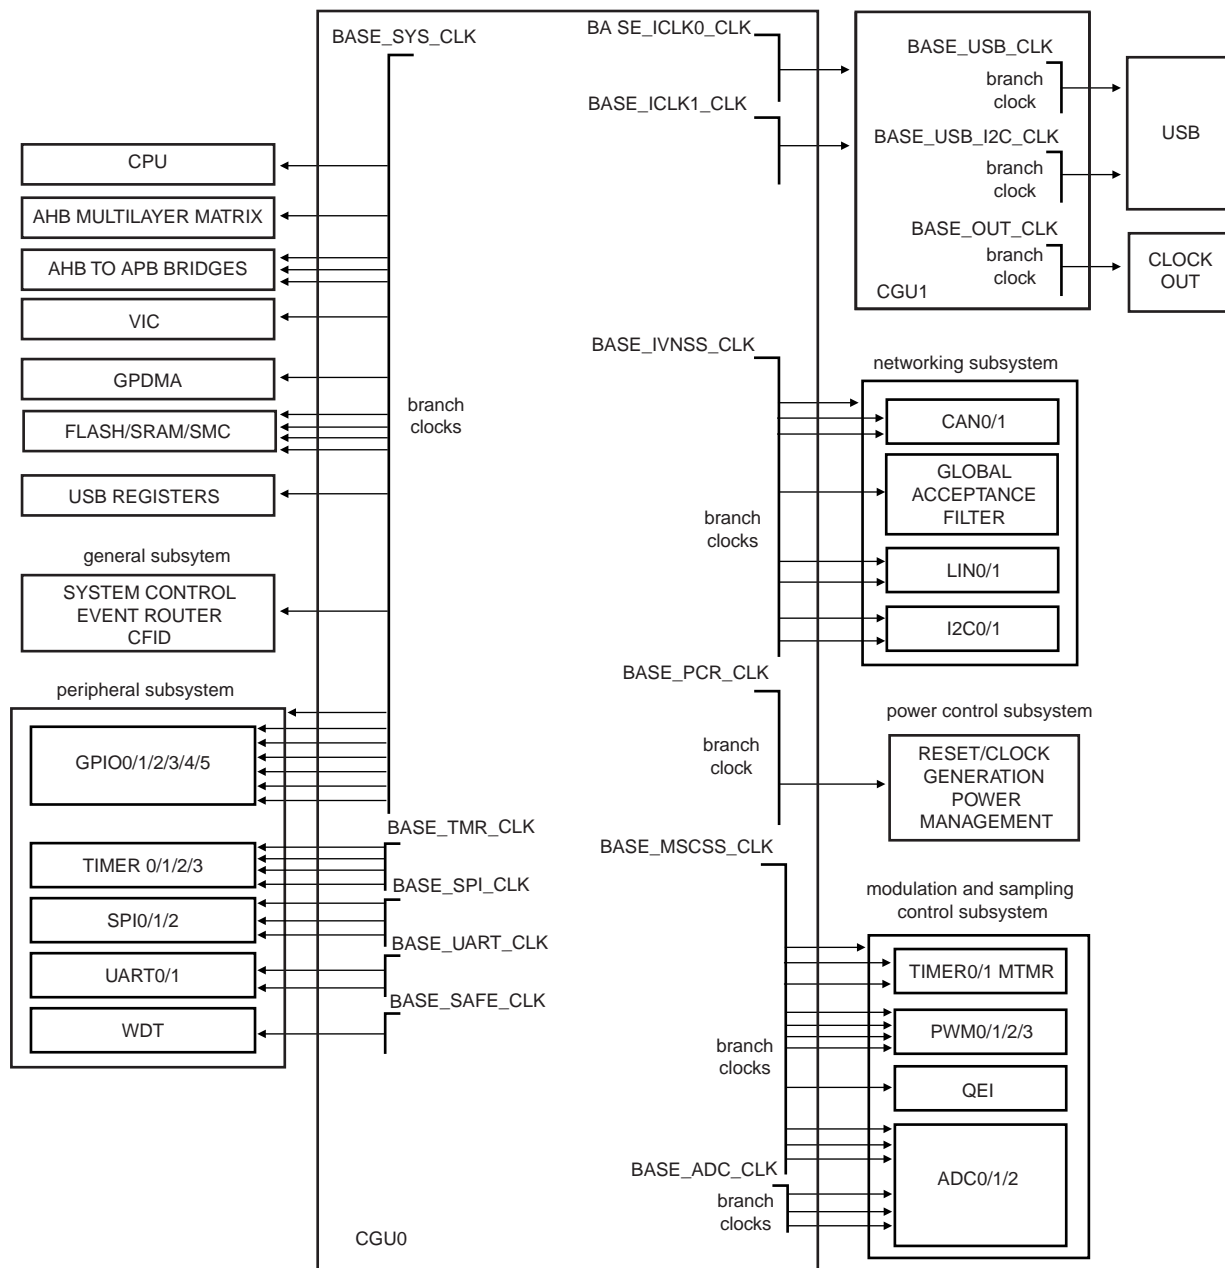 BASE_SYS_CLK
BA SE_ICLK0_CLK
BASE_ICLK1_CLK
BASE_USB_CLK
branch
clock
BASE_USB_I2C_CLK
branch
clock
BASE_OUT_CLK
branch
clock
CGU1
USB
CLOCK
OUT
CPU
AHB MULTILAYER MATRIX
AHB TO APB BRIDGES
VIC
GPDMA
FLASH/SRAM/SMC
USB REGISTERS
branch
clocks
general subsytem
SYSTEM CONTROL
EVENT ROUTER
CFID
peripheral subsystem
GPIO0/1/2/3/4/5
TIMER 0/1/2/3
SPI0/1/2
UART0/1
WDT
BASE_TMR_CLK
BASE_SPI_CLK
BASE_UART_CLK
BASE_SAFE_CLK
BASE_IVNSS_CLK
branch
clocks
networking subsystem
CAN0/1
GLOBAL
ACCEPTANCE
FILTER
LIN0/1
I2C0/1
BASE_PCR_CLK
branch
clock
power control subsystem
RESET/CLOCK
GENERATION
POWER
MANAGEMENT
BASE_MSCSS_CLK
branch
clocks
modulation and sampling
control subsystem
TIMER0/1 MTMR
PWM0/1/2/3
QEI
ADC0/1/2
BASE_ADC_CLK
branch
clocks
CGU0